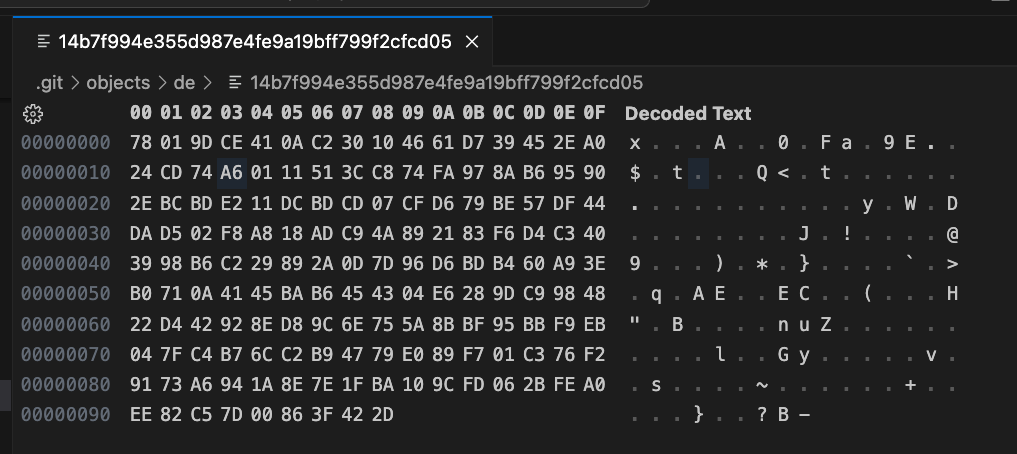 14b7f994e355d987e4fe9a19bff799f2cfcd05
.git > objects > de > 14b7f994e355d987e4fe9a19bff799f2cfcd05
00 01 02 03 04 05 06 07 08 09 0A 0B 0C 0D 0E 0F Decoded Text
00000000 78 01 9D CE 41 0A C2 30 10 46 61 D7 39 45 2E A0 x . . . A . . 0 . F a . 9 E . .
00000010 24 CD 74 A6 01 11 51 3C C8 74 FA 97 8A B6 95 90 $ . t . . . Q < . t . . . . . .
00000020 2E BC BD E2 11 DC BD CD 07 CF D6 79 BE 57 DF 44 . . . . . . . . . . . y . W . D
00000030 DA D5 02 F8 A8 18 AD C9 4A 89 21 83 F6 D4 C3 40 . . . . . . . . J . ! . . . . @
00000040 39 98 B6 C2 29 89 2A 0D 7D 96 D6 BD B4 60 A9 3E 9 . . . ) . * . } . . . . ` . >
00000050 B0 71 0A 41 45 BA B6 45 43 04 E6 28 9D C9 98 48 . q . A E . . E C . . ( . . . H
00000060 22 D4 42 92 8E D8 9C 6E 75 5A 8B BF 95 BB F9 EB " . B . . . . n u Z . . . . . .
00000070 04 7F C4 B7 6C C2 B9 47 79 E0 89 F7 01 C3 76 F2 . . . . l . . G y . . . . . v .
00000080 91 73 A6 94 1A 8E 7E 1F BA 10 9C FD 06 2B FE A0 . s . . . . ~ . . . . . . + . .
00000090 EE 82 C5 7D 00 86 3F 42 2D . . . } . . ? B -